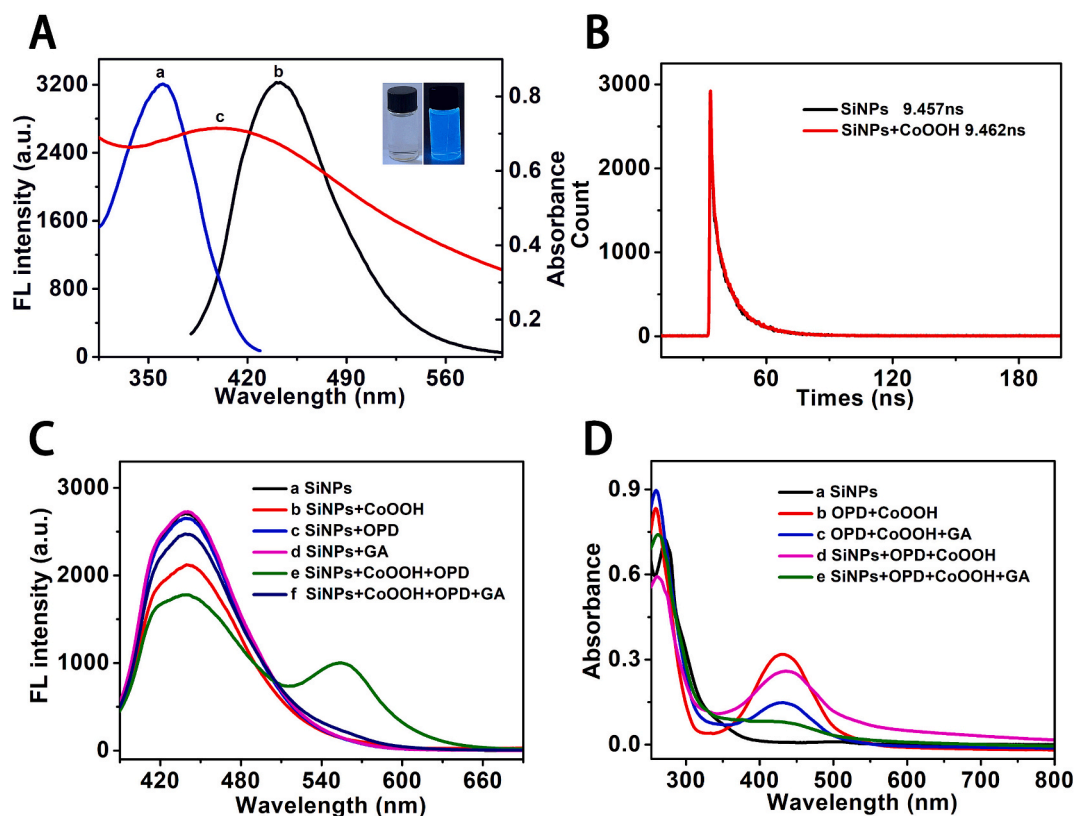 A
a
b
c
3200
2400
1600
800
0
0.8
0.6
0.4
0.2
350
420
490
560
FL intensity (a.u.)
Absorbance
Wavelength (nm)
B
SiNPs 9.457ns
SiNPs+CoOOH 9.462ns
3000
2000
1000
0
60
120
180
Count
Times (ns)
C
a SiNPs
b SiNPs+CoOOH
c SiNPs+OPD
d SiNPs+GA
e SiNPs+CoOOH+OPD
f SiNPs+CoOOH+OPD+GA
3000
2000
1000
0
420
480
540
600
660
FL intensity (a.u.)
Wavelength (nm)
D
a SiNPs
b OPD+CoOOH
c OPD+CoOOH+GA
d SiNPs+OPD+CoOOH
e SiNPs+OPD+CoOOH+GA
0.9
0.6
0.3
0.0
300
400
500
600
700
800
Absorbance
Wavelength (nm)